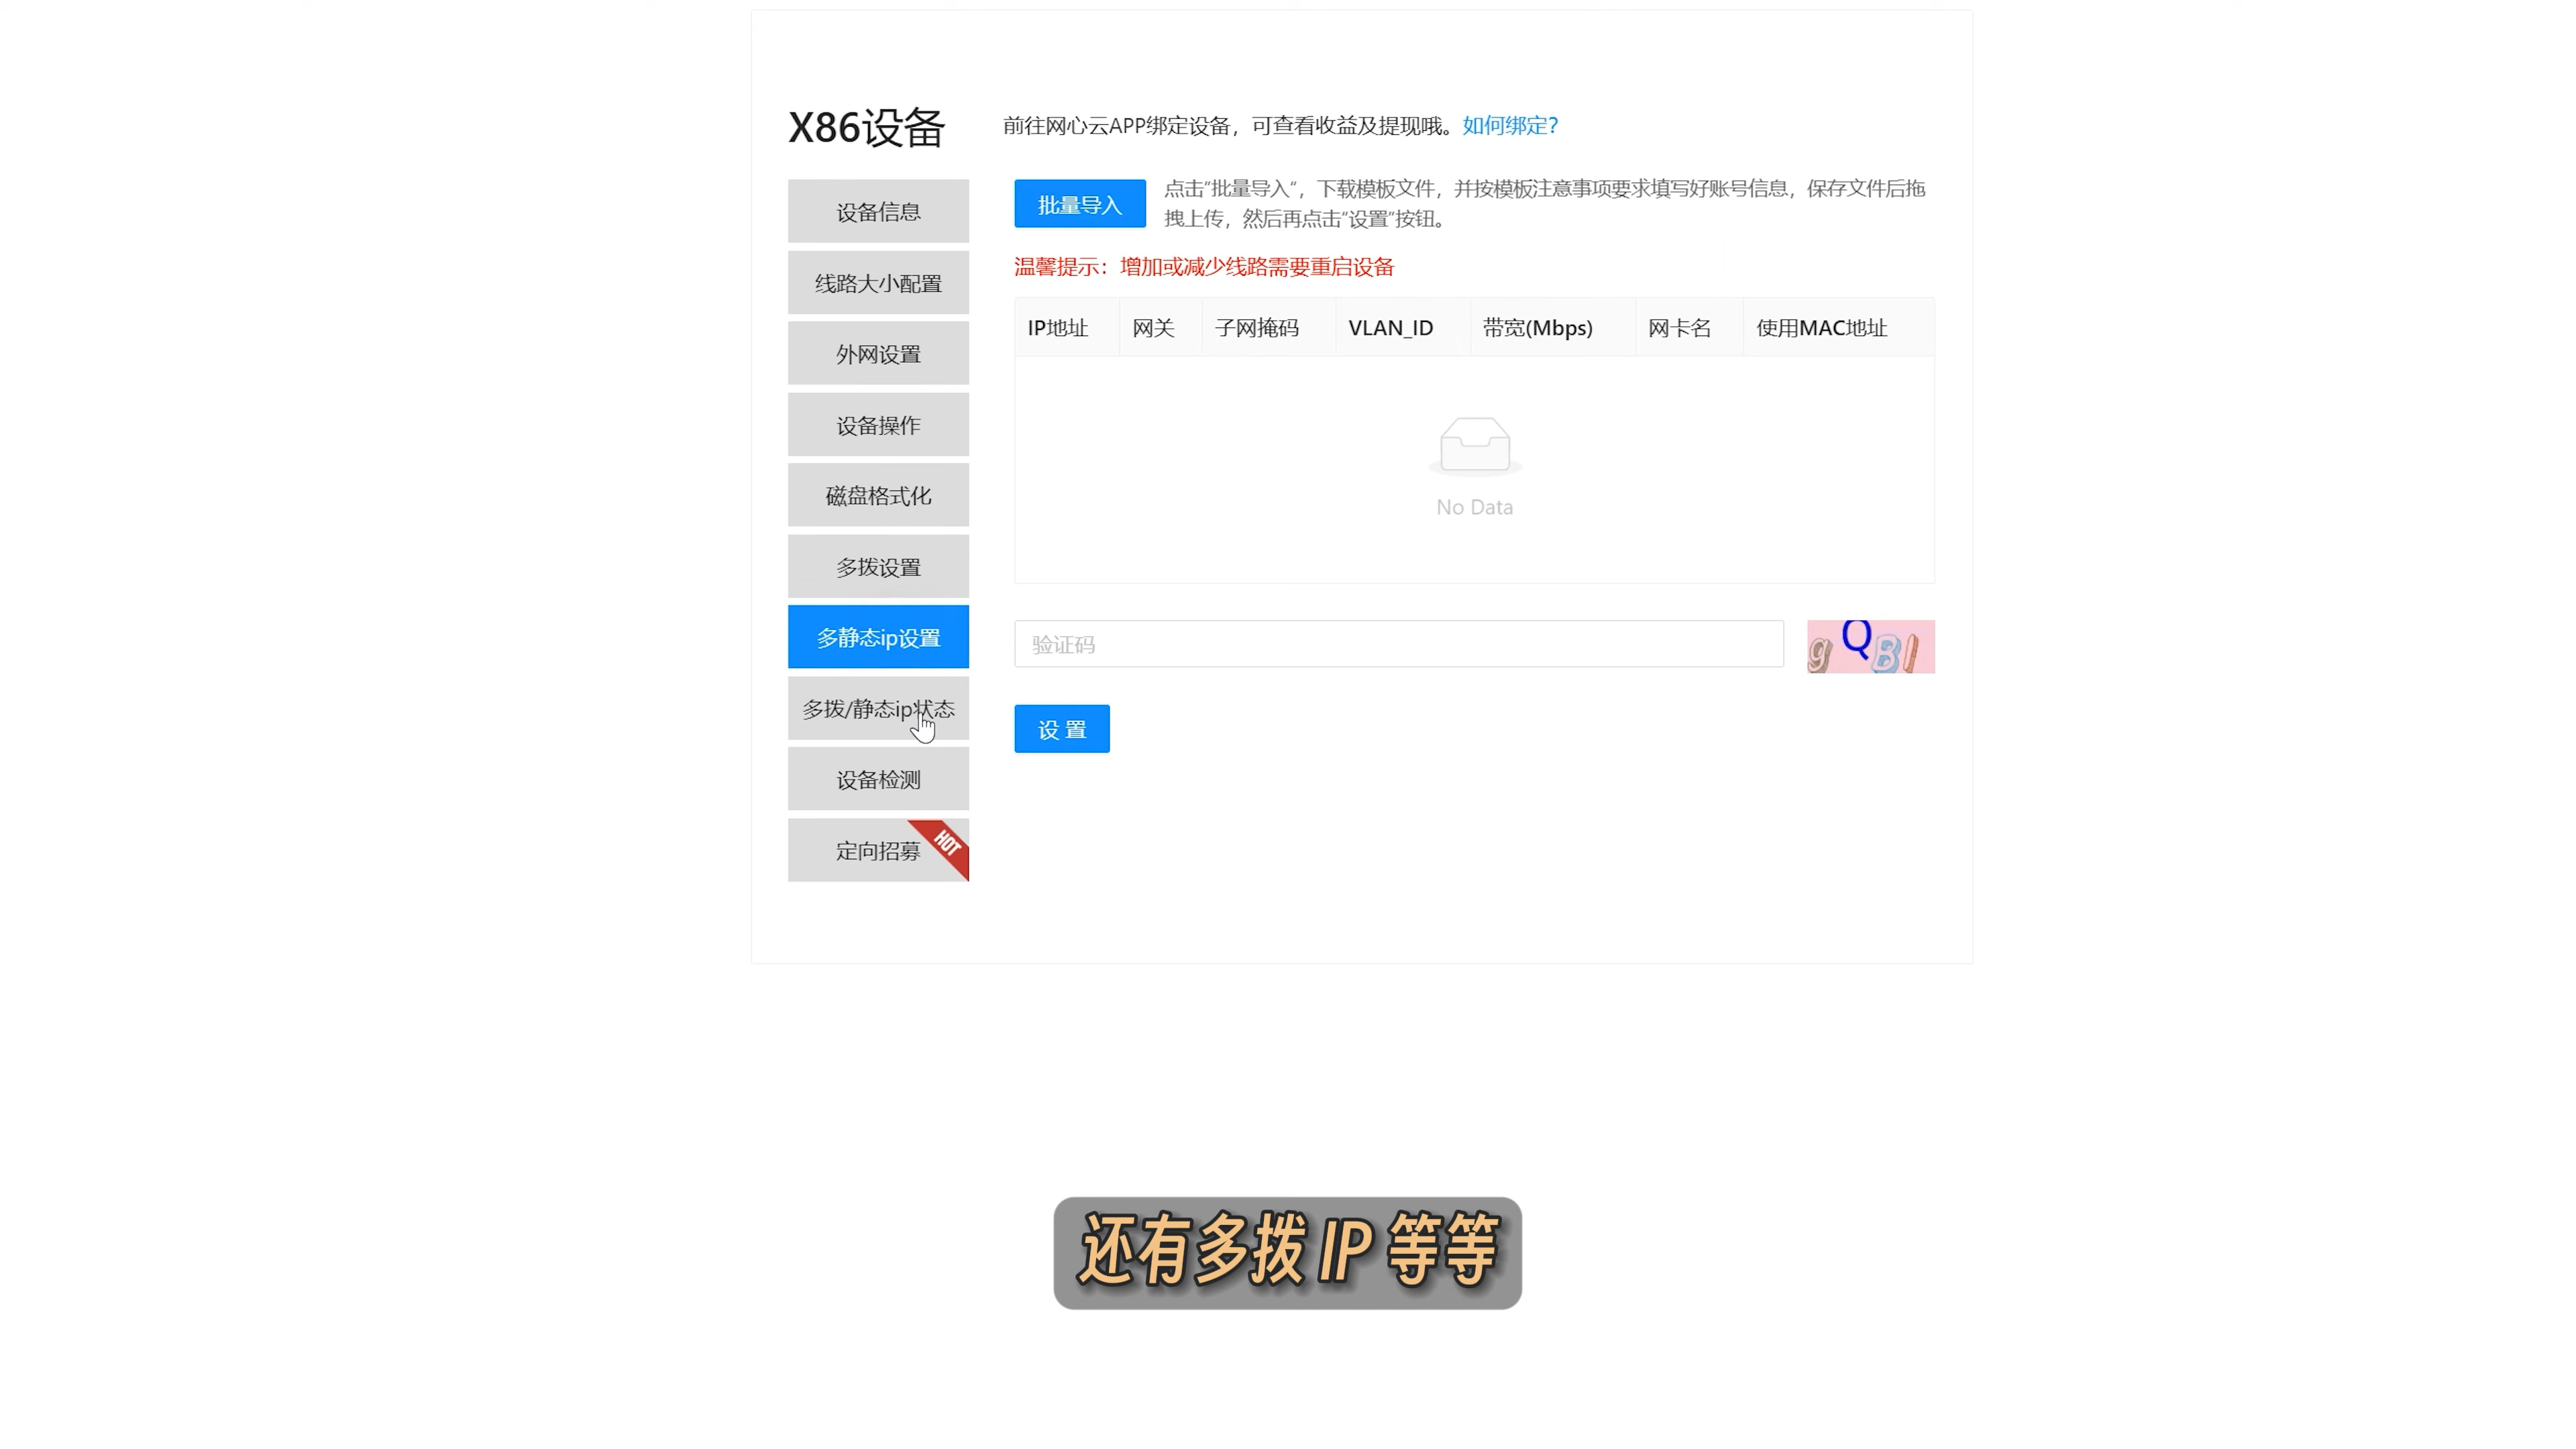 X86设备
前往网心云APP绑定设备，可查看收益及提现哦。如何绑定？
设备信息
线路大小配置
外网设置
设备操作
磁盘格式化
多拨设置
多静态ip设置
多拨/静态ip状态
设备检测
定向招募
HOT
批量导入
点击“批量导入“，下载模板文件，并按模板注意事项要求填写好账号信息，保存文件后拖
拽上传，然后再点击“设置”按钮。
温馨提示：增加或减少线路需要重启设备
IP地址 网关 子网掩码 VLAN_ID 带宽(Mbps) 网卡名 使用MAC地址
No Data
验证码
设 置
还有多拨 IP 等等